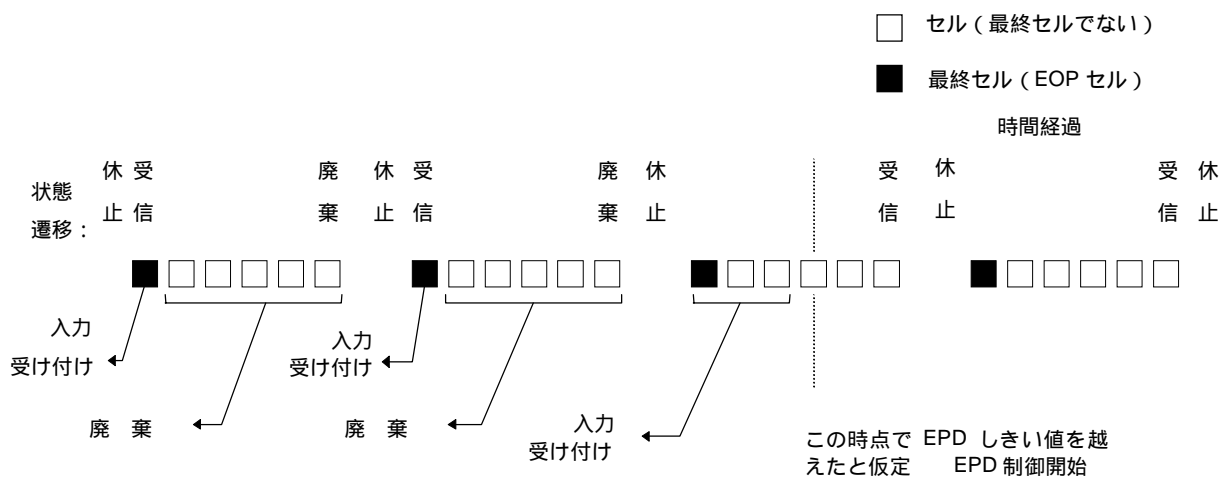 セル（最終セルでない）
最終セル（EOP セル）
時間経過
状態
遷移：
休止
受信
廃棄
休止
受信
廃棄
休止
受信
休止
受信
休止
入力
受け付け
廃棄
入力
受け付け
廃棄
入力
受け付け
この時点で EPD しきい値を越
えたと仮定 EPD 制御開始